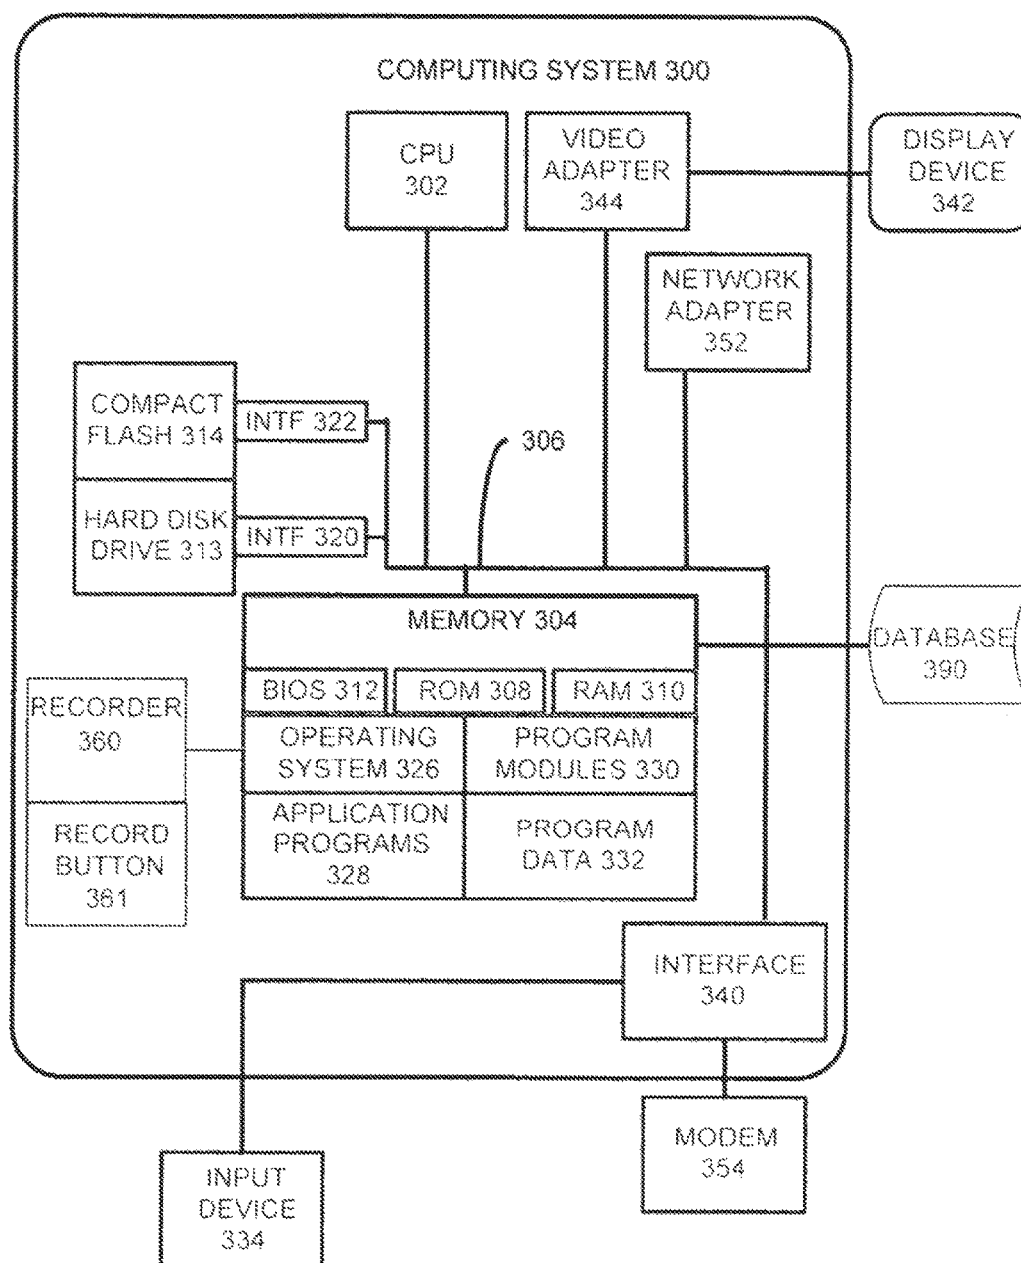 COMPUTING SYSTEM 300
CPU
302
VIDEO
ADAPTER
344
DISPLAY
DEVICE
342
NETWORK
ADAPTER
352
COMPACT
FLASH 314
INTF 322
306
HARD DISK
DRIVE 313
INTF 320
MEMORY 304
DATABASE
390
BIOS 312
ROM 308
RAM 310
RECORDER
360
OPERATING
SYSTEM 326
PROGRAM
MODULES 330
RECORD
BUTTON
361
APPLICATION
PROGRAMS
328
PROGRAM
DATA 332
INTERFACE
340
MODEM
354
INPUT
DEVICE
334